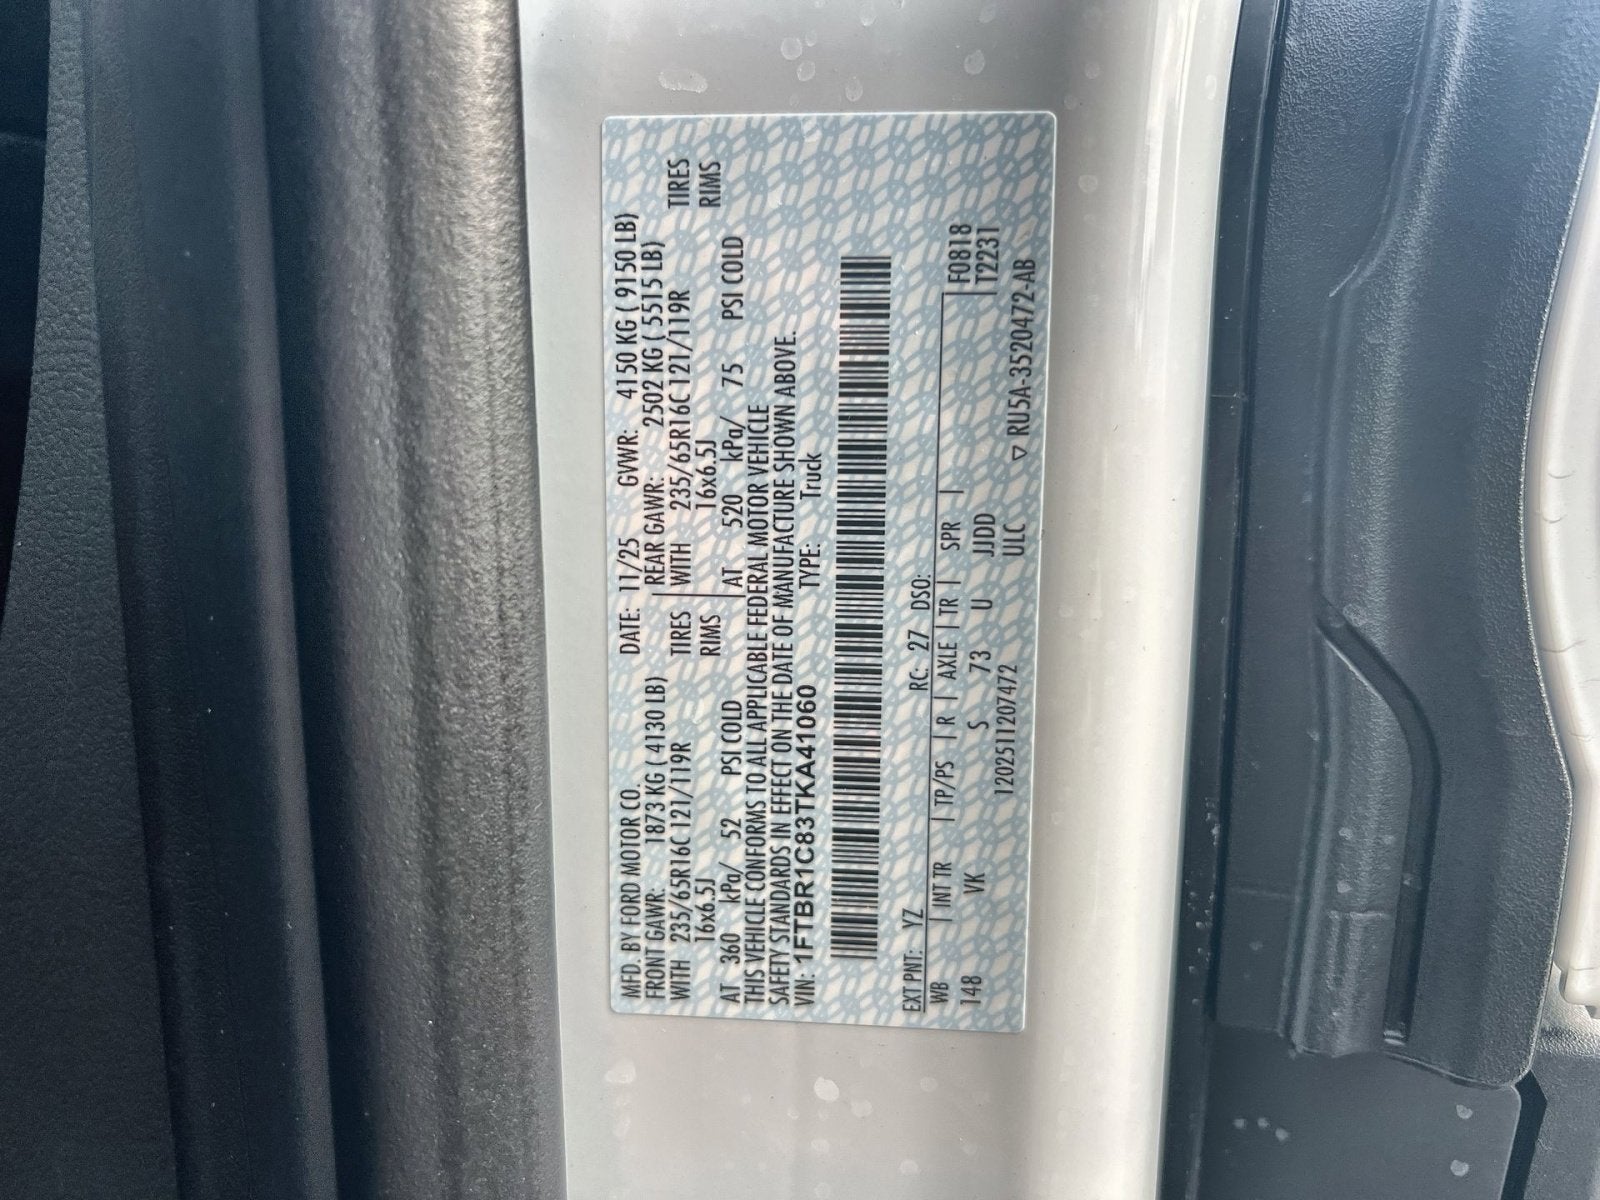 MFD. BY FORD MOTOR CO. DATE: 11/25 GVWR: 4150 KG ( 9150 LB)
FRONT GAWR: 1873 KG ( 4130 LB) REAR GAWR: 2502 KG ( 5515 LB)
WITH 235/65R16C 121/119R TIRES WITH 235/65R16C 121/119R TIRES
16x6.5J RIMS 16x6.5J RIMS
AT 360 kPa/ 52 PSI COLD AT 520 kPa/ 75 PSI COLD
THIS VEHICLE CONFORMS TO ALL APPLICABLE FEDERAL MOTOR VEHICLE
SAFETY STANDARDS IN EFFECT ON THE DATE OF MANUFACTURE SHOWN ABOVE.
VIN: 1FTBR1C83TKA41060 TYPE: Truck
EXT PNT: YZ RC: 27 DSO:
WB | INT TR | TP/PS | R | AXLE | TR | SPR | F0818
148 VK S 73 U JJDD T2231
1202511207472 ULC ▽ RU5A-3520472-AB